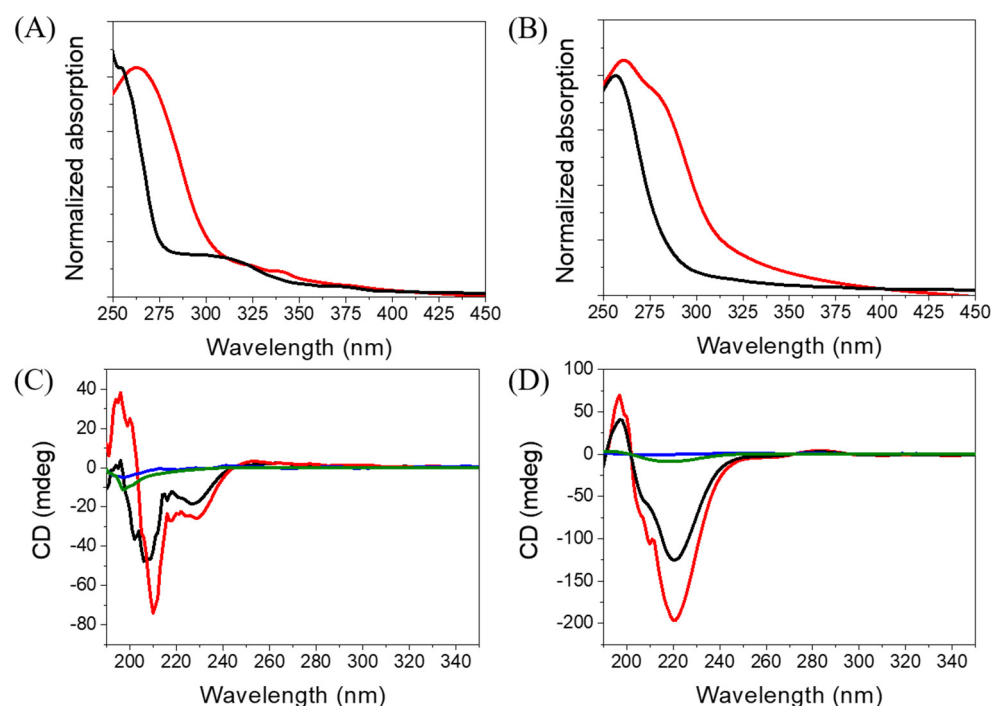 (A)
Normalized absorption
250 275 300 325 350 375 400 425 450
Wavelength (nm)
(B)
Normalized absorption
250 275 300 325 350 375 400 425 450
Wavelength (nm)
(C)
CD (mdeg)
40
20
0
-20
-40
-60
-80
200 220 240 260 280 300 320 340
Wavelength (nm)
(D)
CD (mdeg)
100
50
0
-50
-100
-150
-200
200 220 240 260 280 300 320 340
Wavelength (nm)